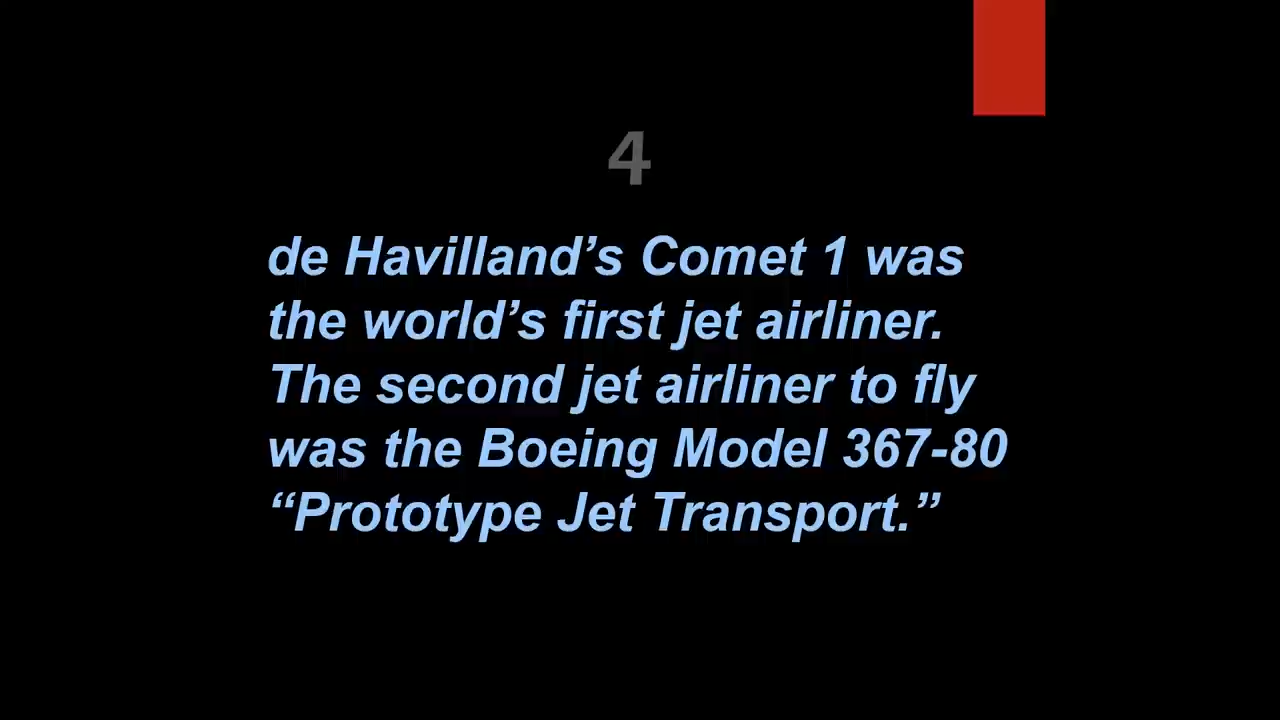 4
de Havilland’s Comet 1 was
the world’s first jet airliner.
The second jet airliner to fly
was the Boeing Model 367-80
“Prototype Jet Transport.”